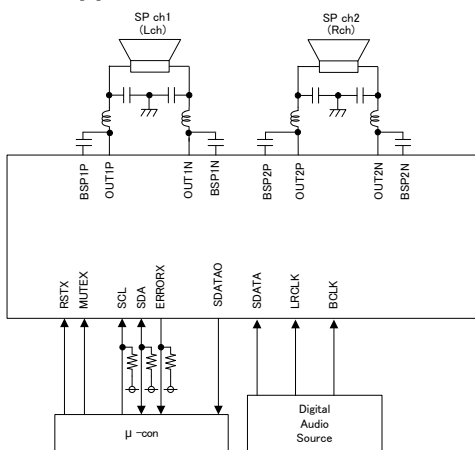 SP ch1
(Lch)
SP ch2
(Rch)
BSP1P
OUT1P
OUT1N
BSP1N
BSP2P
OUT2P
OUT2N
BSP2N
RSTX
MUTEX
SCL
SDA
ERRORX
SDATAO
SDATA
LRCLK
BCLK
μ-con
Digital
Audio
Source